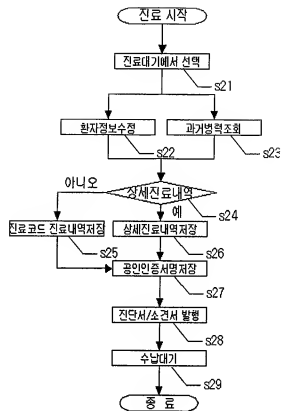 진료 시작
진료대기에서 선택
s21
환자정보수정
s22
과거병력조회
s23
상세진료내역
s24
아니오
예
진료코드 진료내역저장
s25
상세진료내역저장
s26
공인인증서명저장
s27
진단서/소견서 발행
s28
수납대기
s29
종 료